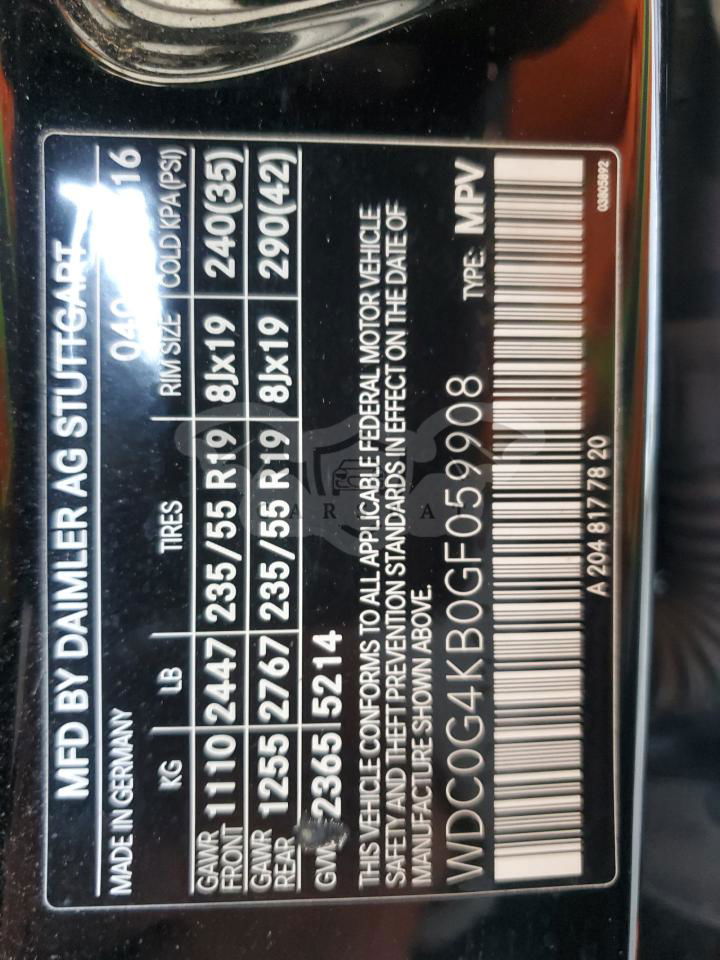 MFD BY DAIMLER AG STUTTGART
MADE IN GERMANY
KG LB TIRES RIM SIZE COLD KPA (PSI)
GAWR FRONT 1110 2447 235/55 R19 8Jx19 240(35)
GAWR REAR 1255 2767 235/55 R19 8Jx19 290(42)
2365 5214
THIS VEHICLE CONFORMS TO ALL APPLICABLE FEDERAL MOTOR VEHICLE
SAFETY AND THEFT PREVENTION STANDARDS IN EFFECT ON THE DATE OF
MANUFACTURE SHOWN ABOVE.
WDC0G4KB0GF059908 TYPE: MPV
A 204 817 78 20
03805892